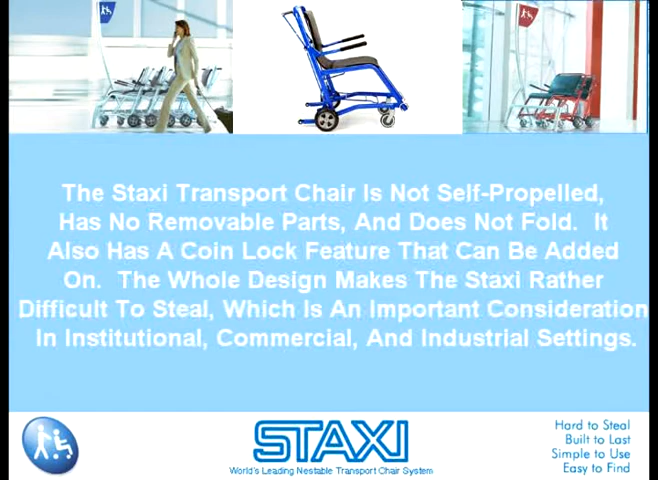 The Staxi Transport Chair Is Not Self-Propelled,
Has No Removable Parts, And Does Not Fold. It
Also Has A Coin Lock Feature That Can Be Added
On. The Whole Design Makes The Staxi Rather
Difficult To Steal, Which Is An Important Consideration
In Institutional, Commercial, And Industrial Settings.
STAXI
World's Leading Nestable Transport Chair System
Hard to Steal
Built to Last
Simple to Use
Easy to Find